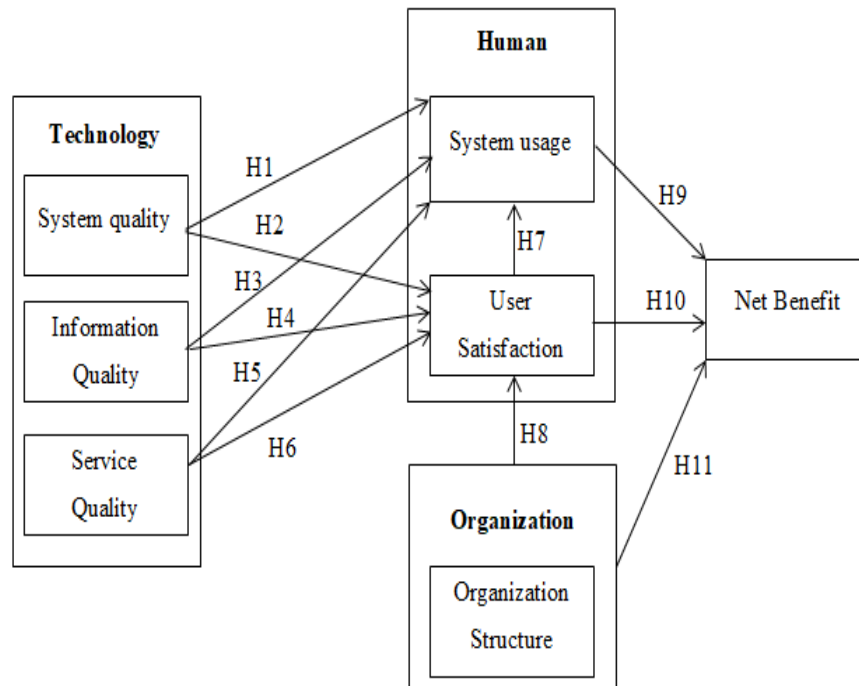 Human
System usage
Technology
System quality
H1
H2
H9
H7
H3
Information
Quality
H4
User
Satisfaction
H10
Net Benefit
H5
H6
Service
Quality
H8
H11
Organization
Organization
Structure